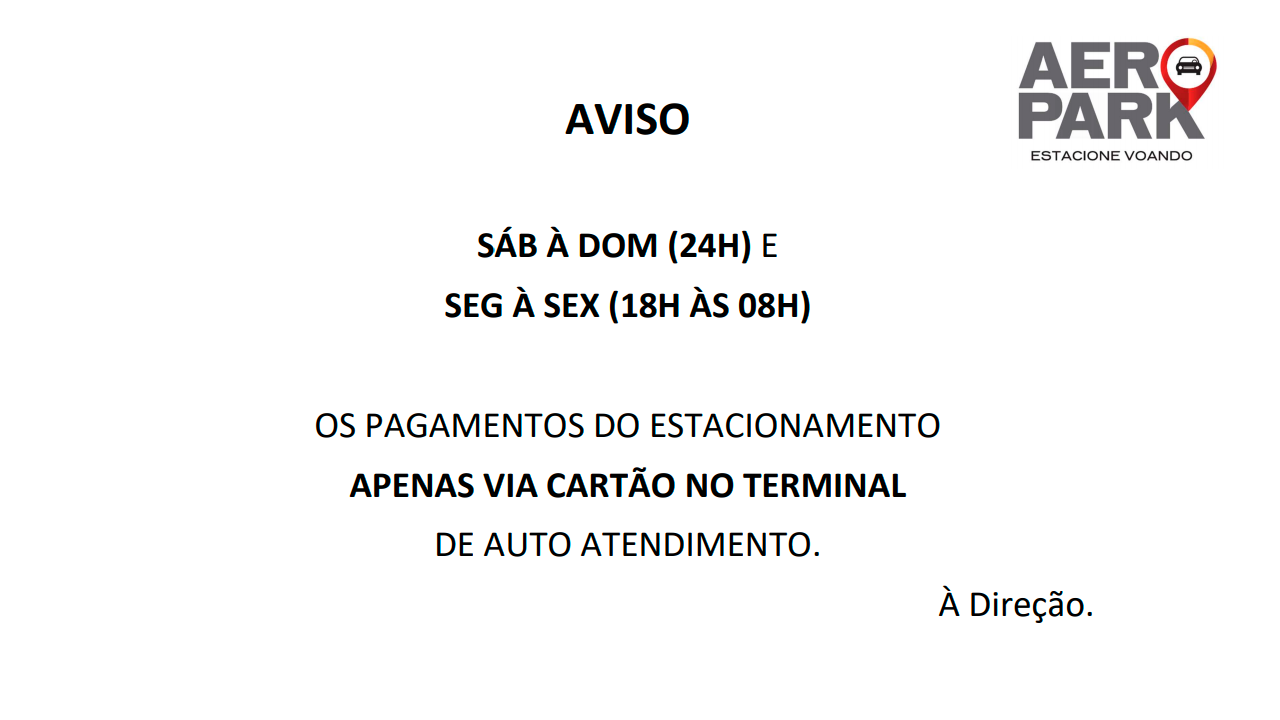 AERO
PARK
ESTACIONE VOANDO
AVISO
SÁB À DOM (24H) E
SEG À SEX (18H ÀS 08H)
OS PAGAMENTOS DO ESTACIONAMENTO
APENAS VIA CARTÃO NO TERMINAL
DE AUTO ATENDIMENTO.
À Direção.